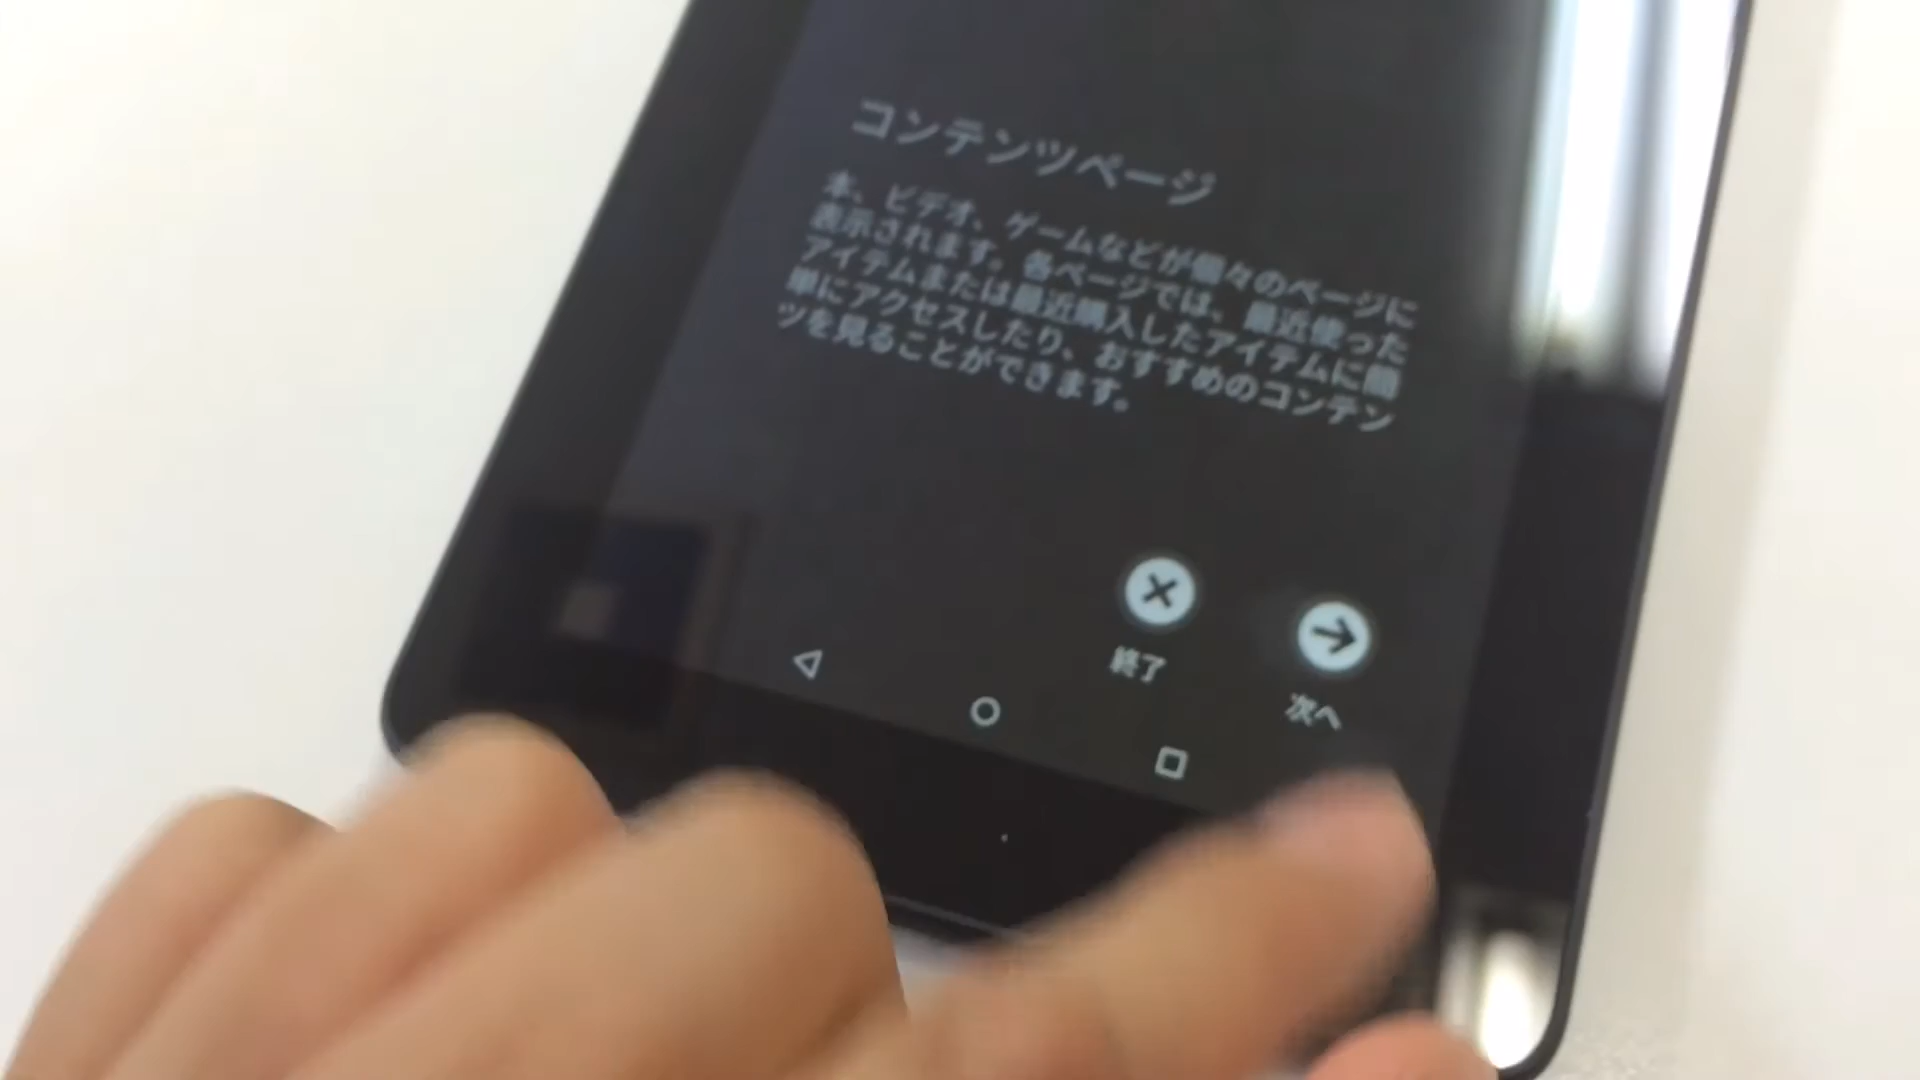 コンテンツページ
本、ビデオ、ゲームなどが個々のページに
表示されます。各ページでは、最近使った
アイテムまたは最近購入したアイテムに簡
単にアクセスしたり、おすすめのコンテン
ツを見ることができます。
終了
次へ